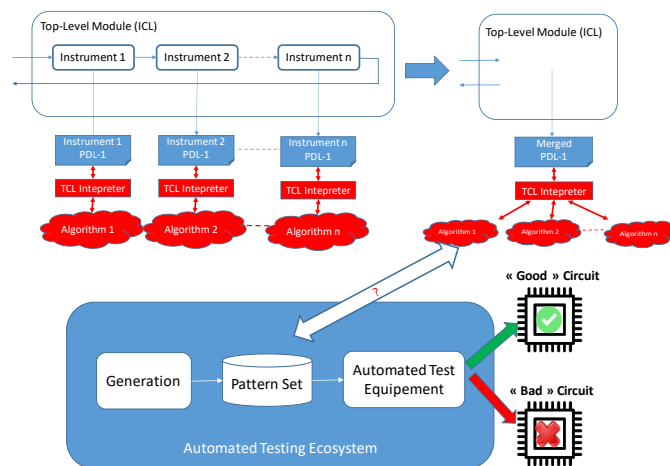 Top-Level Module (ICL)
Instrument 1
Instrument 2
Instrument n
Instrument 1
PDL-1
Instrument 2
PDL-1
Instrument n
PDL-1
TCL Intepreter
TCL Intepreter
TCL Intepreter
Algorithm 1
Algorithm 2
Algorithm n
Top-Level Module (ICL)
Merged
PDL-1
TCL Intepreter
Algorithm 1
Algorithm 2
Algorithm n
?
Generation
Pattern Set
Automated Test
Equipement
Automated Testing Ecosystem
« Good » Circuit
« Bad » Circuit